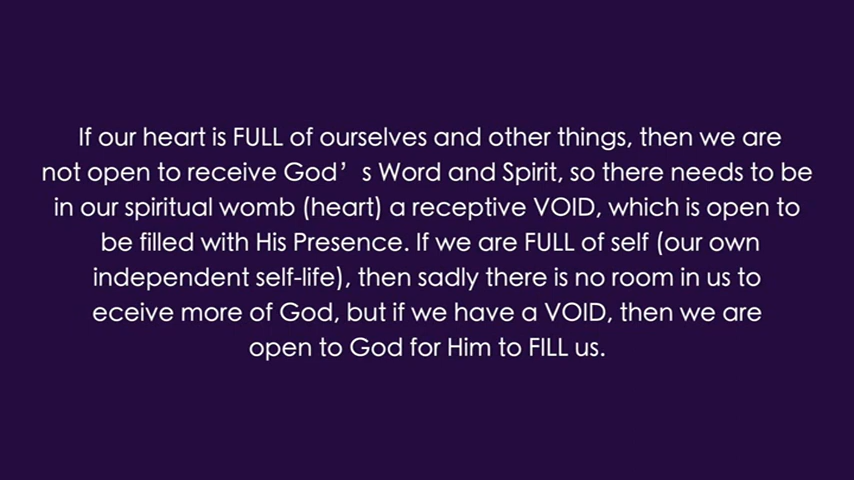 If our heart is FULL of ourselves and other things, then we are
not open to receive God’ s Word and Spirit, so there needs to be
in our spiritual womb (heart) a receptive VOID, which is open to
be filled with His Presence. If we are FULL of self (our own
independent self-life), then sadly there is no room in us to
eceive more of God, but if we have a VOID, then we are
open to God for Him to FILL us.